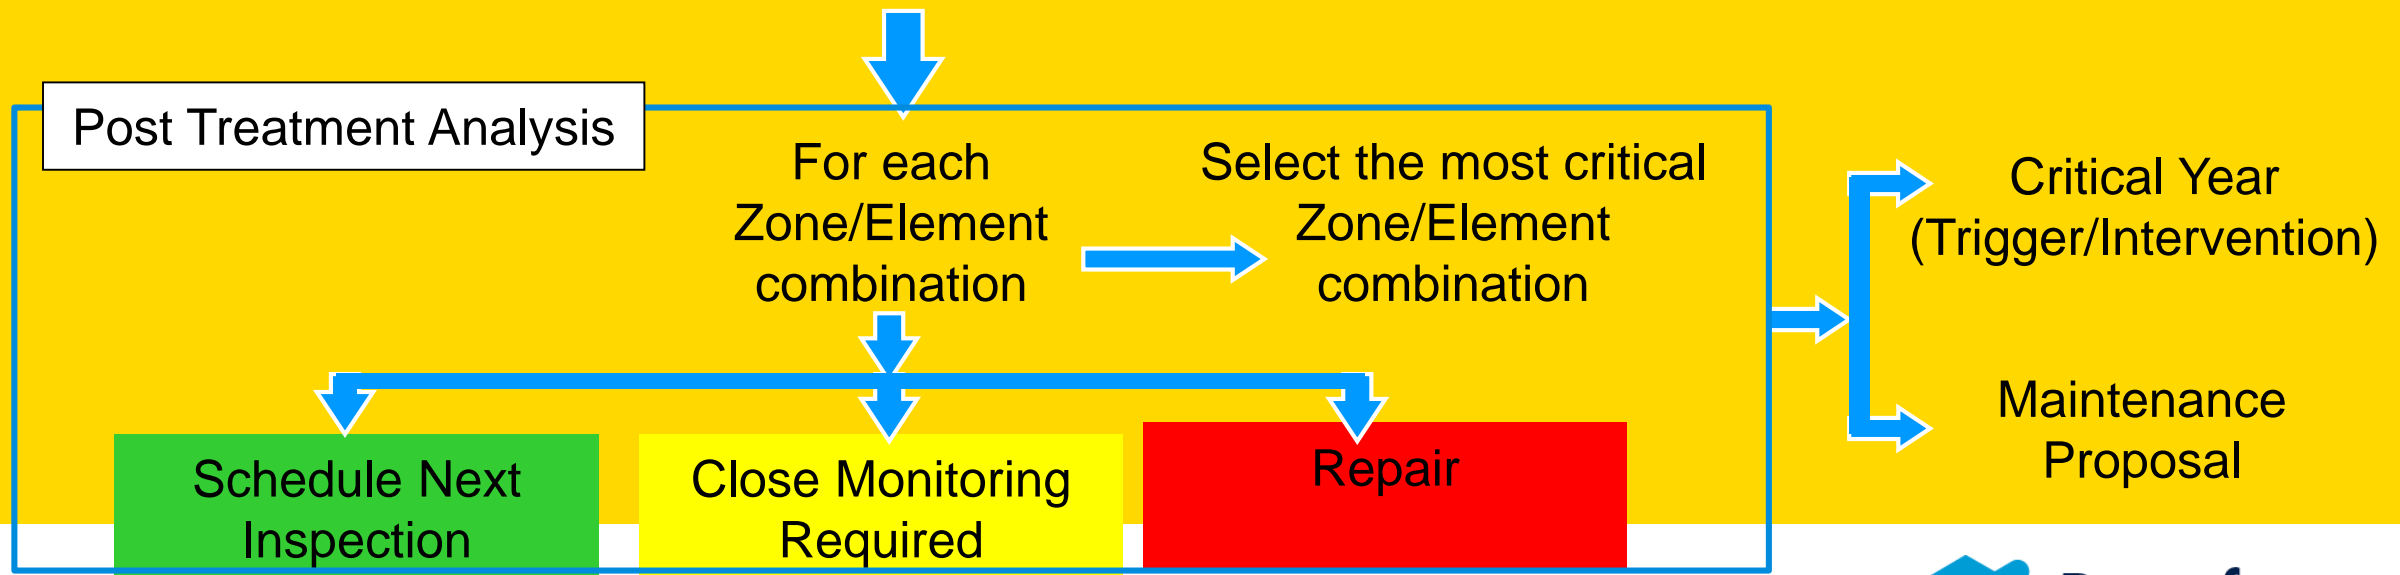 Post Treatment Analysis
For each
Zone/Element
combination
Select the most critical
Zone/Element
combination
Critical Year
(Trigger/Intervention)
Maintenance
Proposal
Schedule Next
Inspection
Close Monitoring
Required
Repair